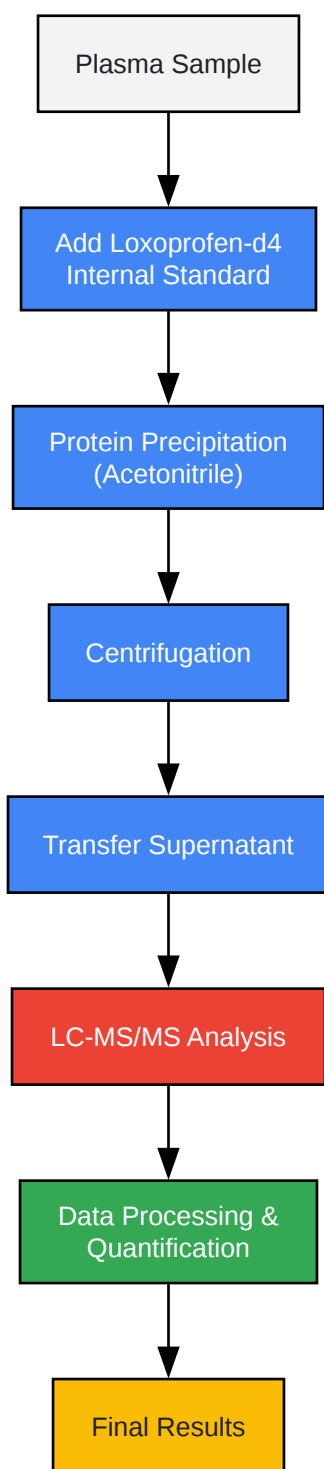 Plasma Sample
Add Loxoprofen-d4
Internal Standard
Protein Precipitation
(Acetonitrile)
Centrifugation
Transfer Supernatant
LC-MS/MS Analysis
Data Processing &
Quantification
Final Results